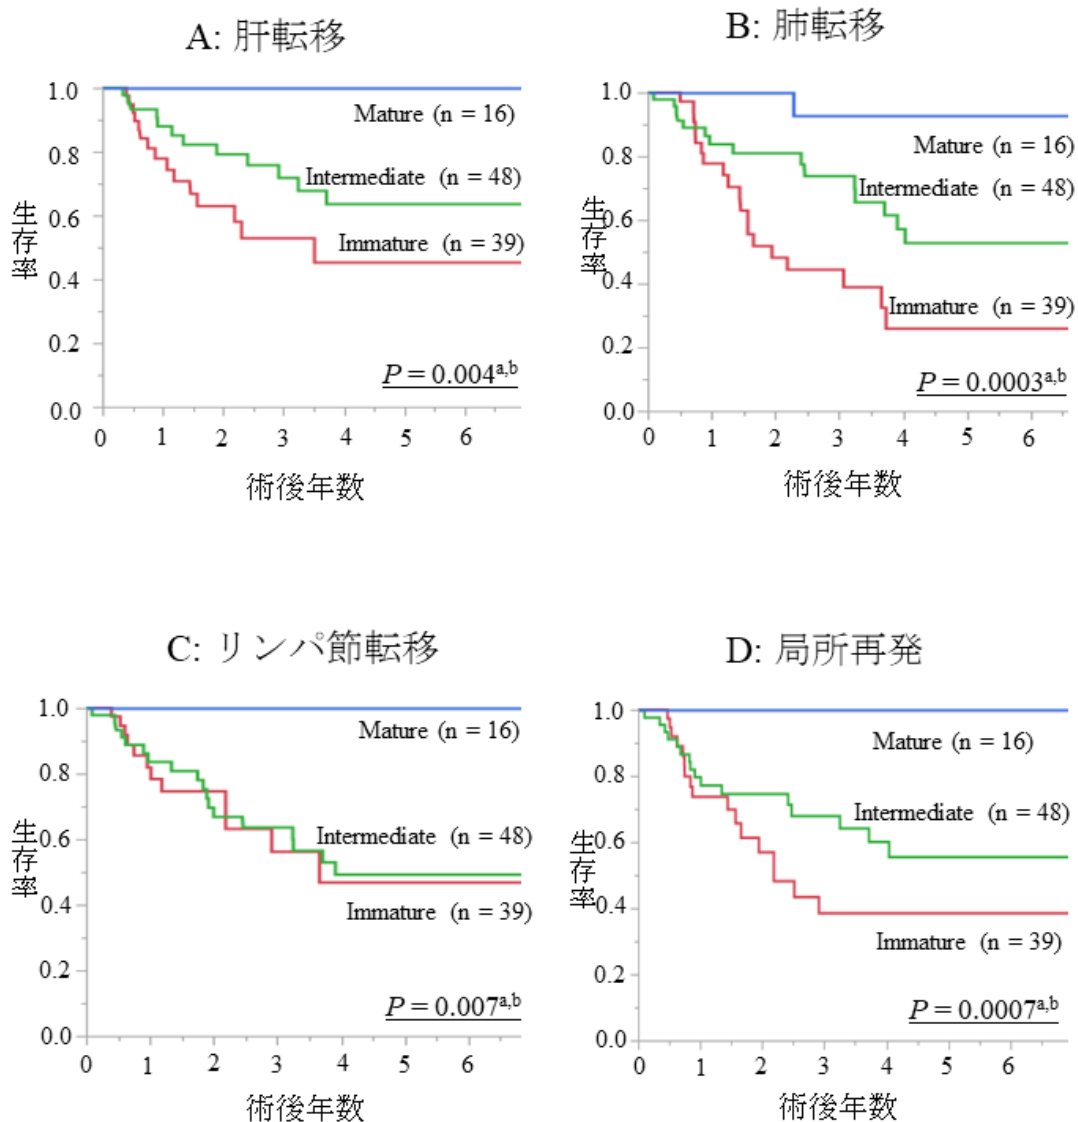 A: 肝転移
1.0
0.8
0.6
0.4
0.2
0.0
生存率
Mature (n = 16)
Intermediate (n = 48)
Immature (n = 39)
P = 0.004a,b
0 1 2 3 4 5 6
術後年数
B: 肺転移
1.0
0.8
0.6
0.4
0.2
0.0
生存率
Mature (n = 16)
Intermediate (n = 48)
Immature (n = 39)
P = 0.0003a,b
0 1 2 3 4 5 6
術後年数
C: リンパ節転移
1.0
0.8
0.6
0.4
0.2
0.0
生存率
Mature (n = 16)
Intermediate (n = 48)
Immature (n = 39)
P = 0.007a,b
0 1 2 3 4 5 6
術後年数
D: 局所再発
1.0
0.8
0.6
0.4
0.2
0.0
生存率
Mature (n = 16)
Intermediate (n = 48)
Immature (n = 39)
P = 0.0007a,b
0 1 2 3 4 5 6
術後年数